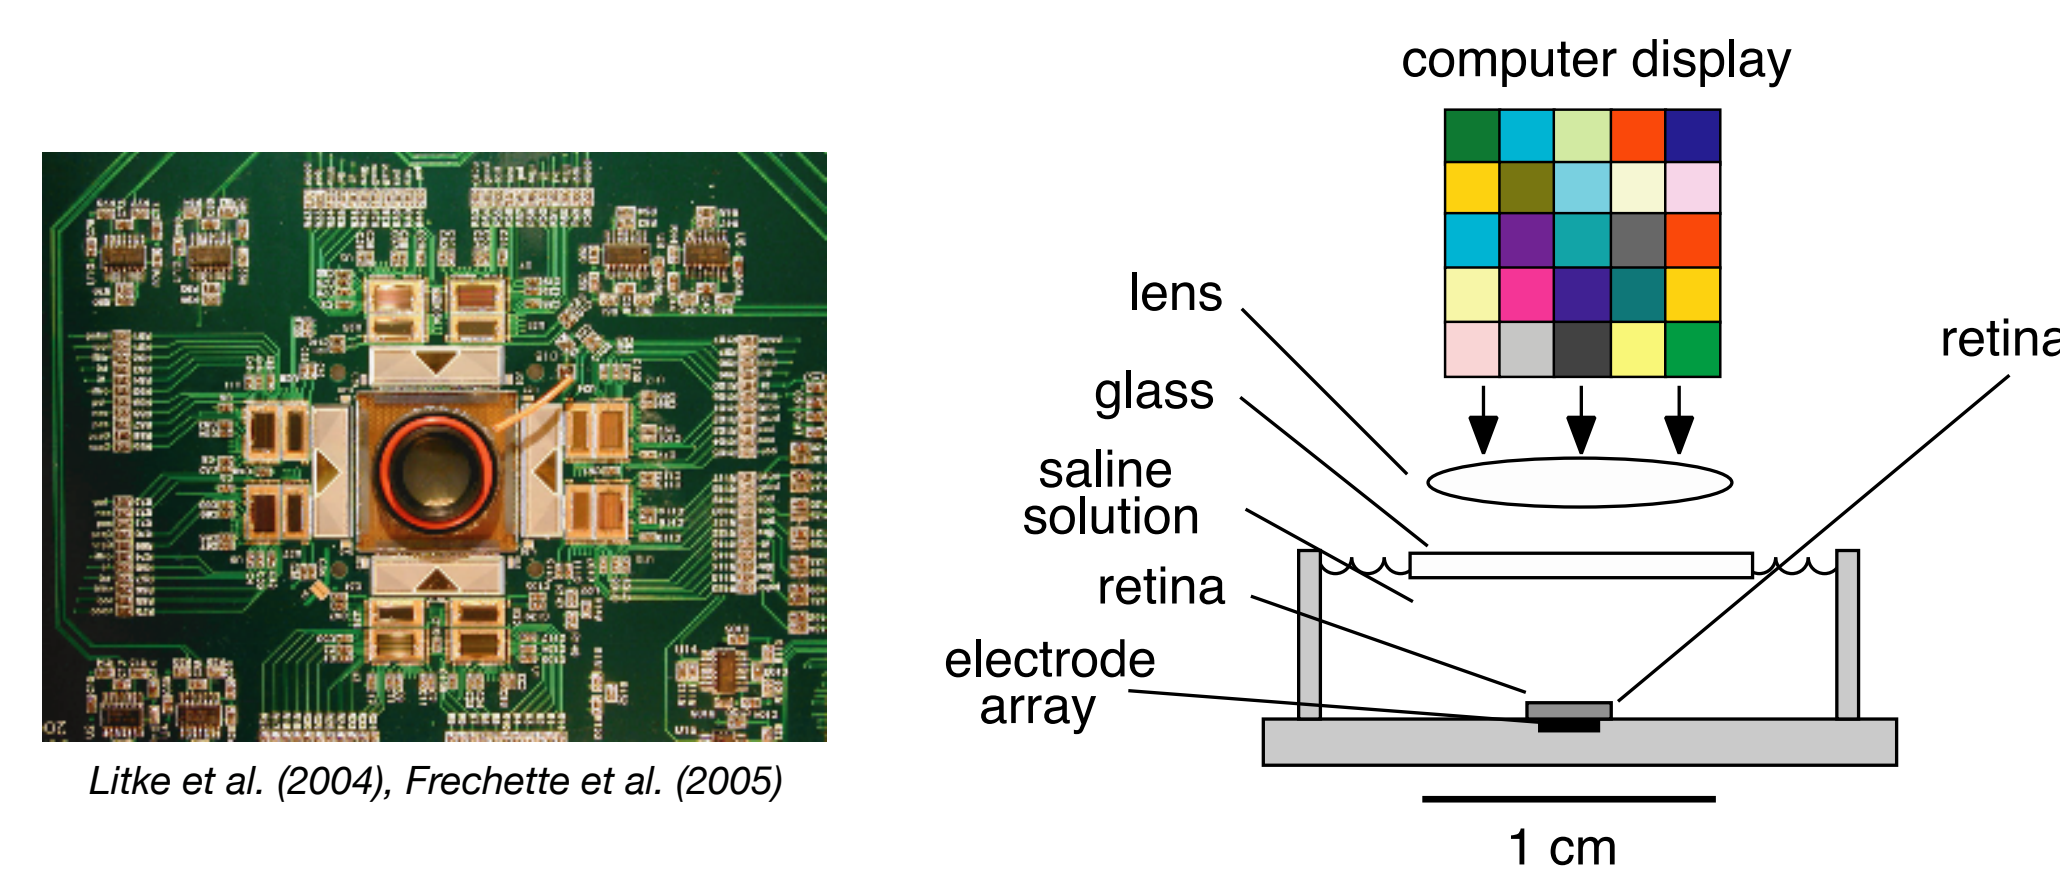 computer display
lens
glass
saline
solution
retina
electrode
array
retina
1 cm
Litke et al. (2004), Frechette et al. (2005)